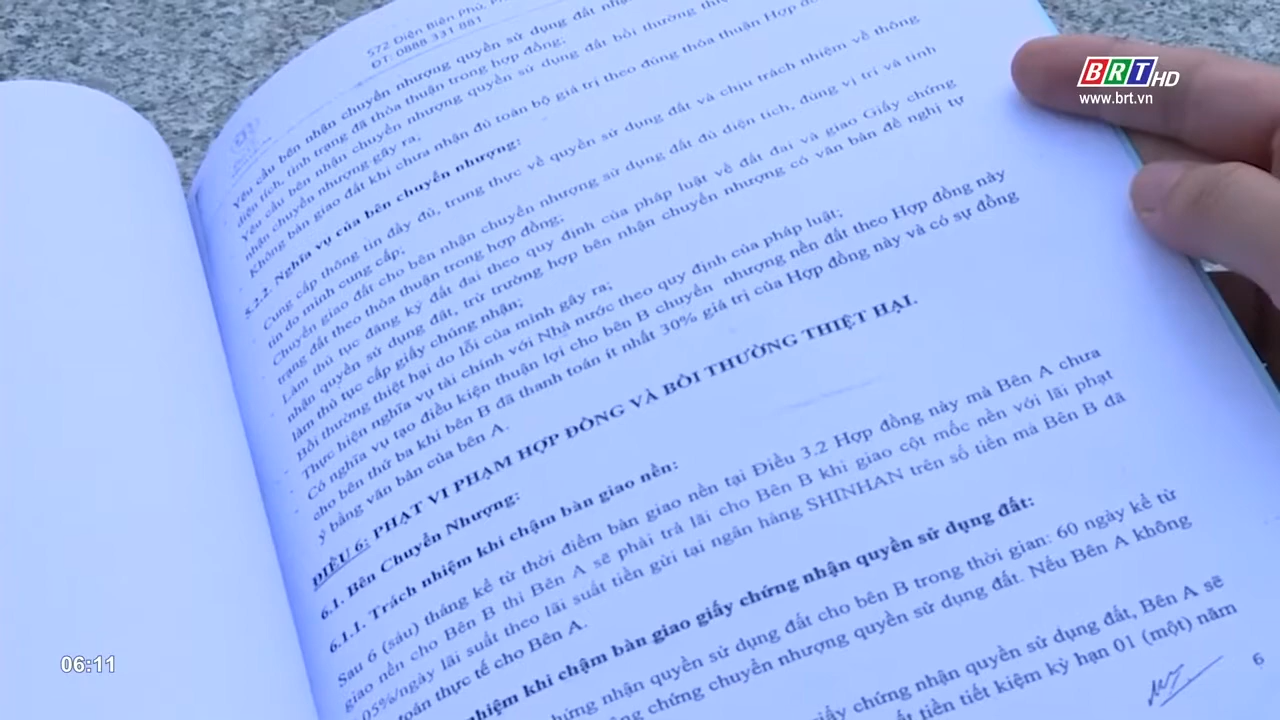 572 Điện Biên Phủ, P
ĐT: 0888 331 881
Yêu cầu bên nhận chuyển nhượng quyền sử dụng đất nhận
diện tích, tình trạng đã thỏa thuận trong hợp đồng;
Yêu cầu bên nhận chuyển nhượng quyền sử dụng đất bồi thường thiệt
nhận chuyển nhượng gây ra;
Không bàn giao đất khi chưa nhận đủ toàn bộ giá trị theo đúng thỏa thuận Hợp đồ
5.2.2. Nghĩa vụ của bên chuyển nhượng:
Cung cấp thông tin đầy đủ, trung thực về quyền sử dụng đất và chịu trách nhiệm về thông
tin do mình cung cấp;
Chuyển giao đất cho bên nhận chuyển nhượng sử dụng đất đủ diện tích, đúng vị trí và tình
trạng đất theo thỏa thuận trong hợp đồng;
Làm thủ tục đăng ký đất đai theo quy định của pháp luật về đất đai và giao Giấy chứng
nhận quyền sử dụng đất, trừ trường hợp bên nhận chuyển nhượng có văn bản đề nghị tự
làm thủ tục cấp giấy chứng nhận;
Bồi thường thiệt hại do lỗi của mình gây ra;
Thực hiện nghĩa vụ tài chính với Nhà nước theo quy định của pháp luật;
Có nghĩa vụ tạo điều kiện thuận lợi cho bên B chuyển nhượng nền đất theo Hợp đồng này
cho bên thứ ba khi bên B đã thanh toán ít nhất 30% giá trị của Hợp đồng này và có sự đồng
ý bằng văn bản của bên A.
ĐIỀU 6: PHẠT VI PHẠM HỢP ĐỒNG VÀ BỒI THƯỜNG THIỆT HẠI.
6.1. Bên Chuyển Nhượng:
6.1.1. Trách nhiệm khi chậm bàn giao nền:
Sau 6 (sáu) tháng kể từ thời điểm bàn giao nền tại Điều 3.2 Hợp đồng này mà Bên A chưa
giao nền cho Bên B thì Bên A sẽ phải trả lãi cho Bên B khi giao cột mốc nền với lãi phạt
05%/ngày lãi suất theo lãi suất tiền gửi tại ngân hàng SHINHAN trên số tiền mà Bên B đã
toán thực tế cho Bên A.
nhiệm khi chậm bàn giao giấy chứng nhận quyền sử dụng đất:
hứng nhận quyền sử dụng đất cho bên B trong thời gian: 60 ngày kể từ
ông chứng chuyển nhượng quyền sử dụng đất. Nếu Bên A không
giấy chứng nhận quyền sử dụng đất, Bên A sẽ
ất tiền tiết kiệm kỳ hạn 01 (một) năm
6
BRT HD
www.brt.vn
06:11